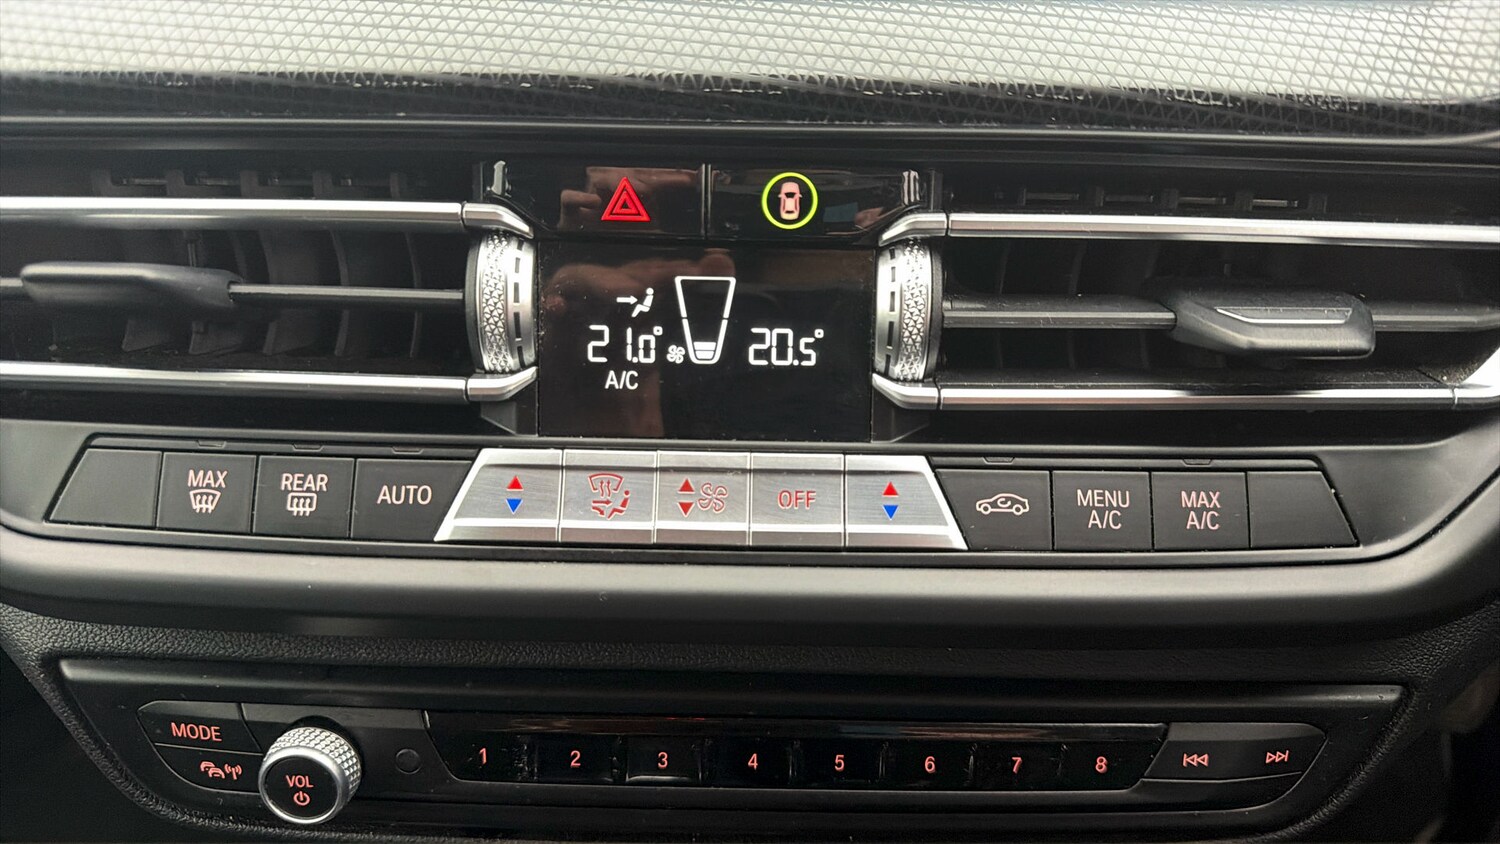 21.0°
20.5°
A/C
MAX
REAR
AUTO
OFF
MENU
A/C
MAX
A/C
MODE
VOL
1 2 3 4 5 6 7 8